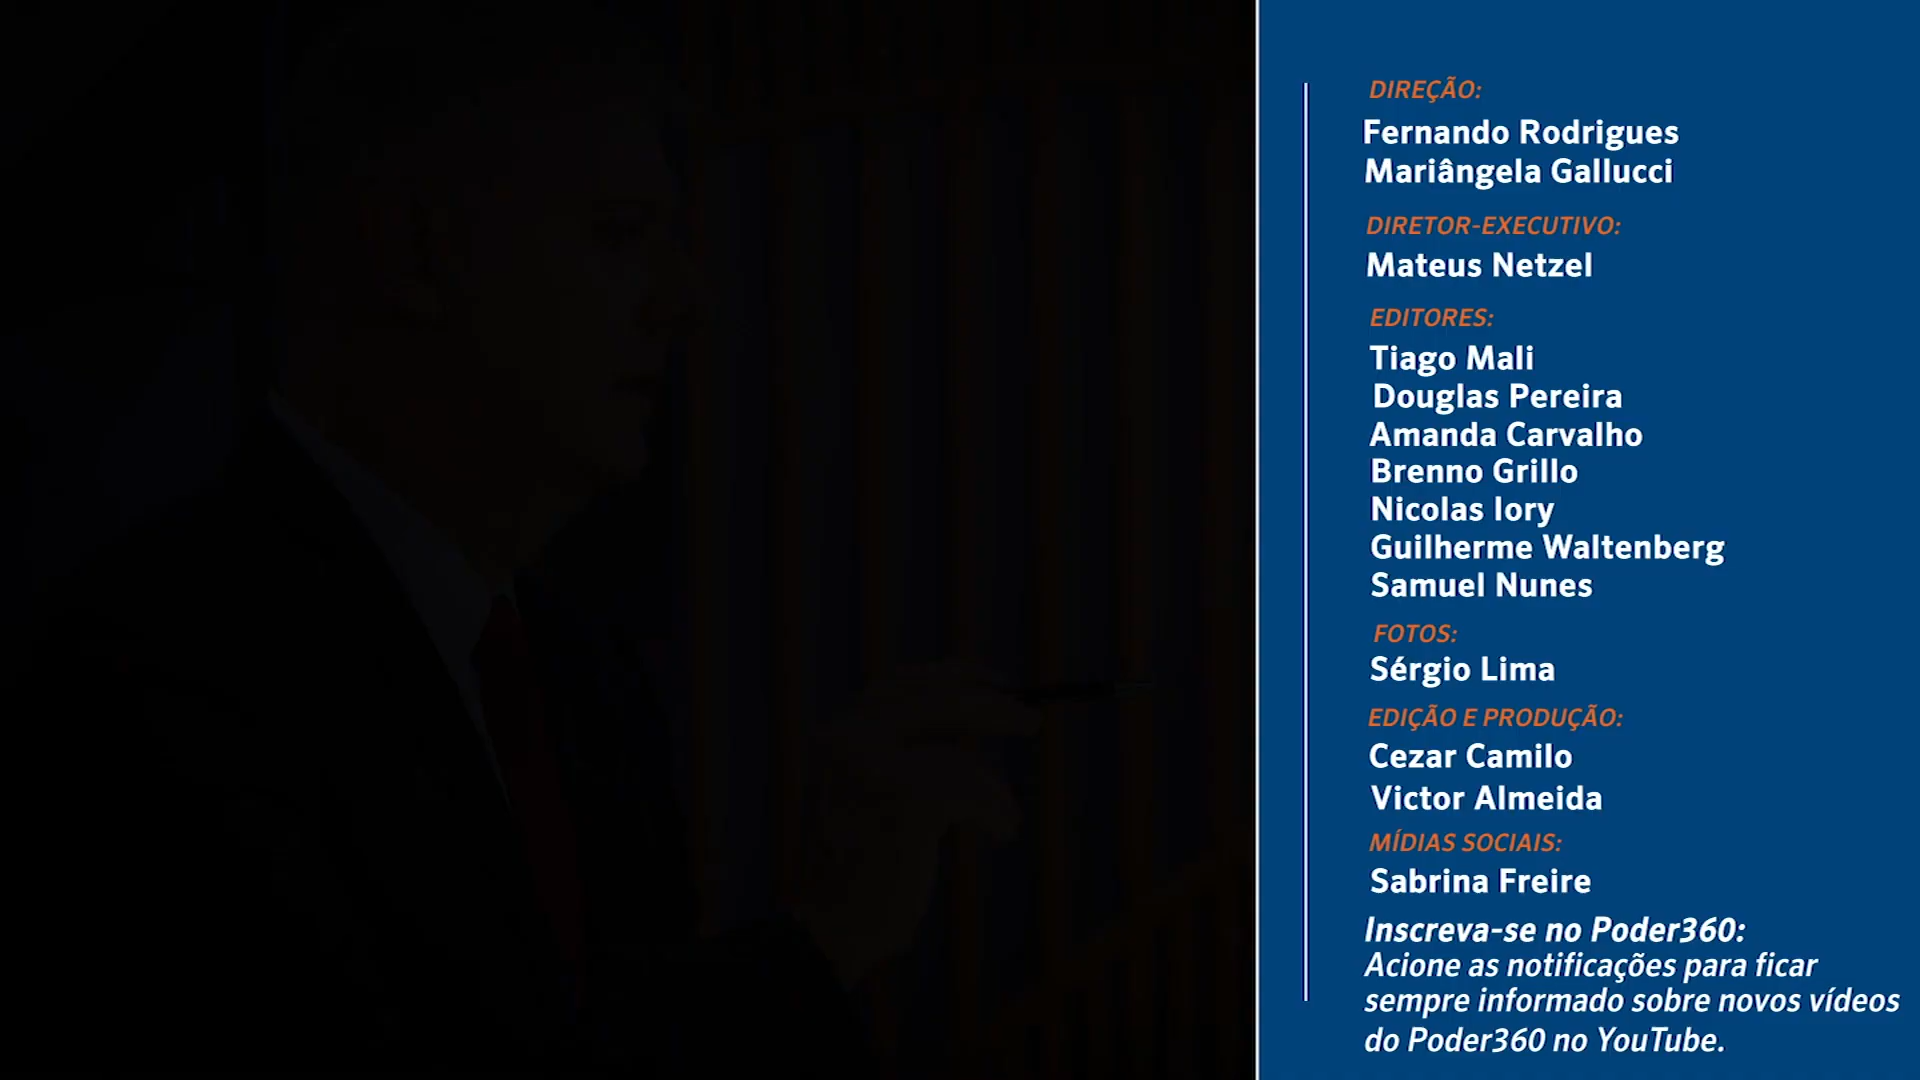 DIREÇÃO:
Fernando Rodrigues
Mariângela Gallucci
DIRETOR-EXECUTIVO:
Mateus Netzel
EDITORES:
Tiago Mali
Douglas Pereira
Amanda Carvalho
Brenno Grillo
Nicolas Iory
Guilherme Waltenberg
Samuel Nunes
FOTOS:
Sérgio Lima
EDIÇÃO E PRODUÇÃO:
Cezar Camilo
Victor Almeida
MÍDIAS SOCIAIS:
Sabrina Freire
Inscreva-se no Poder360:
Acione as notificações para ficar
sempre informado sobre novos vídeos
do Poder360 no YouTube.